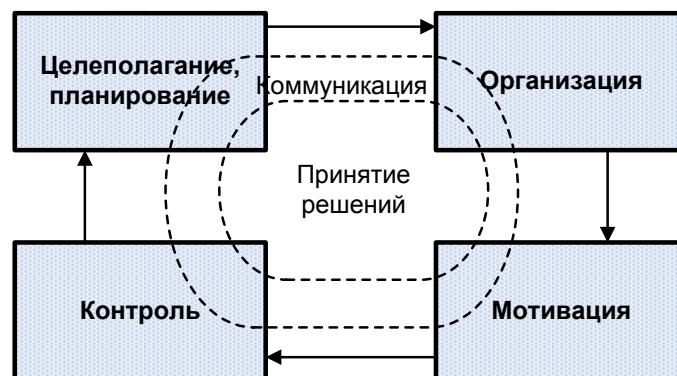 Целеполагание,
планирование
Коммуникация
Организация
Принятие
решений
Контроль
Мотивация